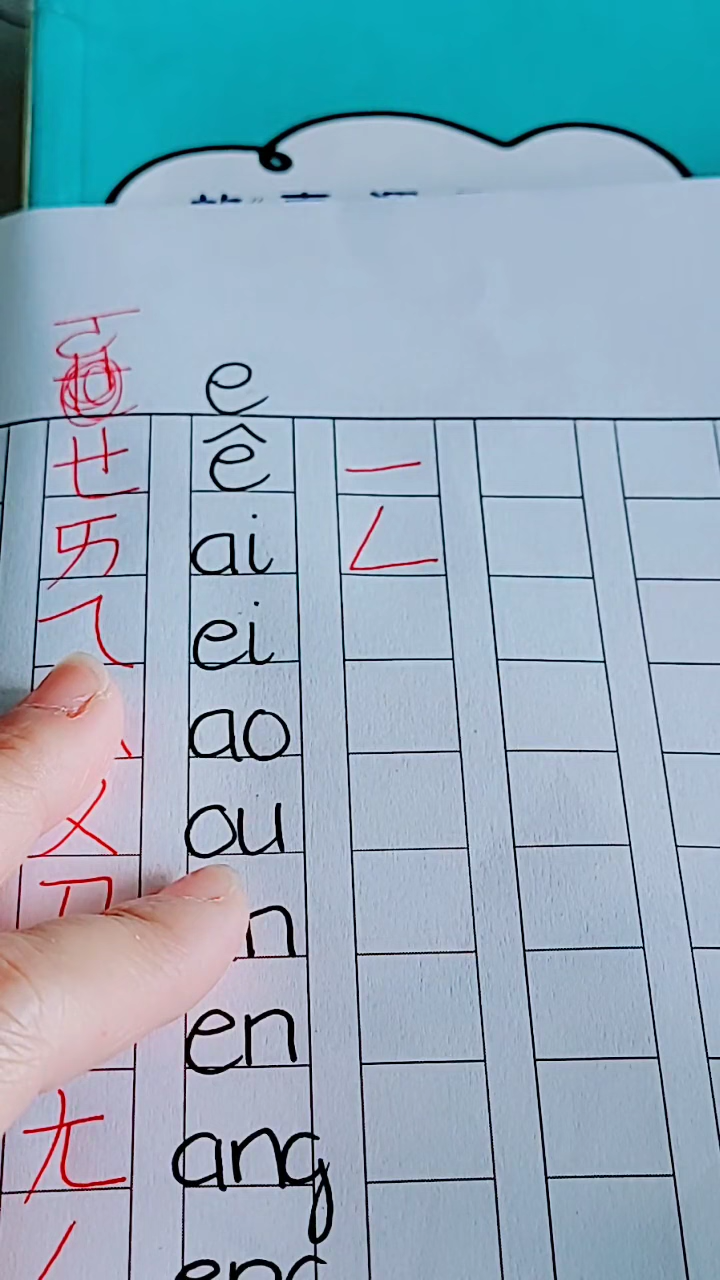 e
ㄝ ê ㄧ
ㄞ ai ㄥ
ㄟ ei
ao
ㄡ ou
n
en
ㄤ ang